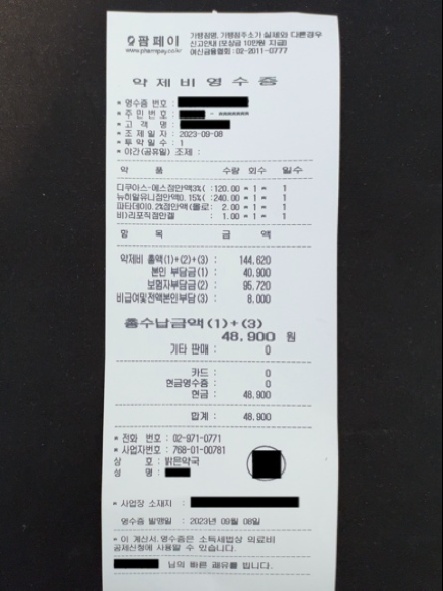 팜페이
www.pharmpay.co.kr
가맹점명, 가맹점주소가 실제와 다른경우
신고안내 (포상금 10만원 지급)
여신금융협회 : 02-2011-0777
약제비영수증
* 영수증 번호 :
* 주민 번호 : - *******
* 고 객 명 :
* 조 제 일 자 : 2023-09-08
* 투 약 일 수 : 1
* 야간(공휴일) 조제 :
약 품 수량 회수 일수
디쿠아스-에스점안액3%( :120.00 * 1 = 1
뉴히알유니점안액0.15%( :240.00 * 1 = 1
파타데이0.2%점안액(플로: 2.00 * 1 = 1
비)리포직점안겔 : 1.00 * 1 = 1
항 목 금 액
약제비 총액(1)+(2)+(3) : 144,620
본인 부담금(1) : 40,900
보험자부담금(2) : 95,720
비급여및전액본인부담(3) : 8,000
총수납금액(1)+(3)
48,900 원
기타 판매 : 0
카드 : 0
현금영수증 : 0
현금 : 48,900
합계 : 48,900
* 전화 번호 : 02-971-0771
* 사업자번호 : 768-01-00781
상 호 : 밝은약국
성 명 :
* 사업장 소재지 :
영수증 발행일 : 2023년 09월 08일
* 이 계산서, 영수증은 소득세법상 의료비
공제신청에 사용할 수 있습니다.
님의 빠른 쾌유를 빕니다.